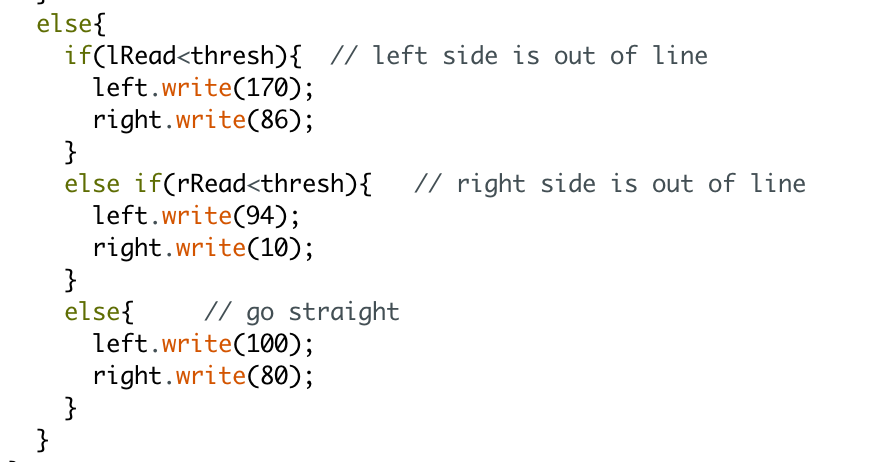 else{
if(lRead<thresh){ // left side is out of line
left.write(170);
right.write(86);
}
else if(rRead<thresh){ // right side is out of line
left.write(94);
right.write(10);
}
else{ // go straight
left.write(100);
right.write(80);
}
}